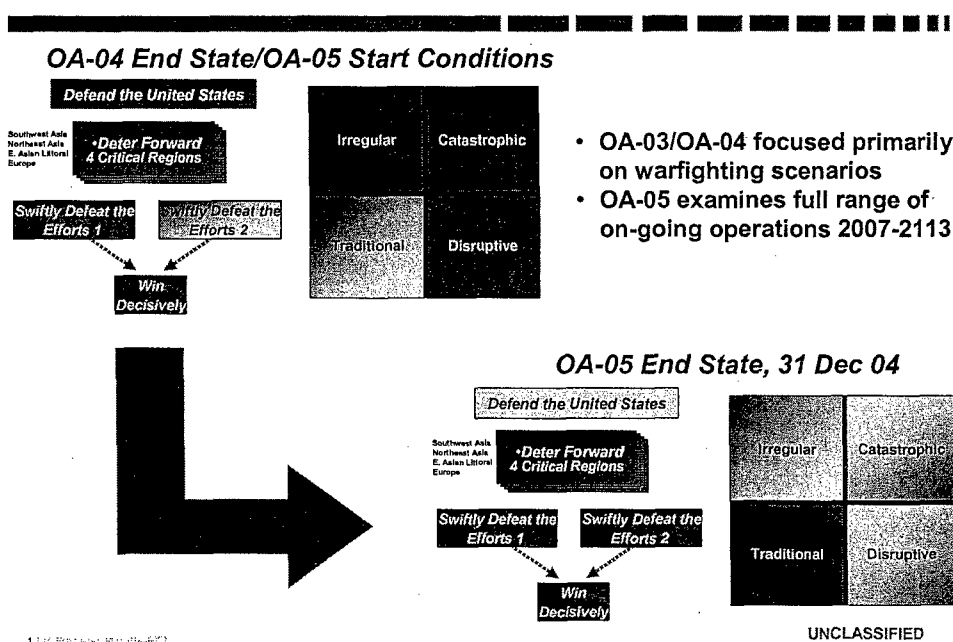 OA-04 End State/OA-05 Start Conditions
Defend the United States
Southwest Asia
Northeast Asia
E. Asian Littoral
Europe
•Deter Forward
4 Critical Regions
Swiftly Defeat the
Efforts 1
Swiftly Defeat the
Efforts 2
Win
Decisively
Irregular
Catastrophic
Traditional
Disruptive
• OA-03/OA-04 focused primarily
on warfighting scenarios
• OA-05 examines full range of
on-going operations 2007-2113
OA-05 End State, 31 Dec 04
Defend the United States
Southwest Asia
Northeast Asia
E. Asian Littoral
Europe
•Deter Forward
4 Critical Regions
Swiftly Defeat the
Efforts 1
Swiftly Defeat the
Efforts 2
Win
Decisively
Irregular
Catastrophic
Traditional
Disruptive
UNCLASSIFIED